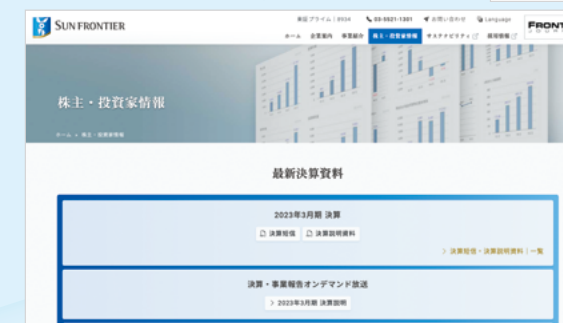 SUN FRONTIER
東証プライム | 8934 03-5521-1301 お問い合わせ Language
FRONT
ホーム 企業案内 事業紹介 株主・投資家情報 サステナビリティ 採用情報
株主・投資家情報
ホーム » 株主・投資家情報
最新決算資料
2023年3月期 決算
決算短信 決算説明資料
> 決算短信・決算説明資料｜一覧
決算・事業報告オンデマンド放送
> 2023年3月期 決算説明